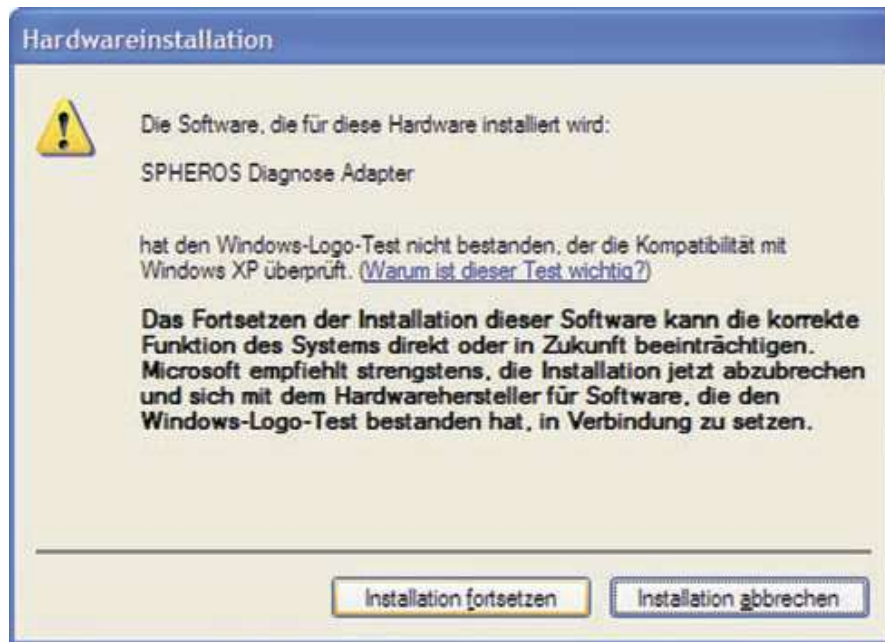 Hardwareinstallation
Die Software, die für diese Hardware installiert wird:
SPHEROS Diagnose Adapter
hat den Windows-Logo-Test nicht bestanden, der die Kompatibilität mit
Windows XP überprüft. (Warum ist dieser Test wichtig?)
Das Fortsetzen der Installation dieser Software kann die korrekte
Funktion des Systems direkt oder in Zukunft beeinträchtigen.
Microsoft empfiehlt strengstens, die Installation jetzt abzubrechen
und sich mit dem Hardwarehersteller für Software, die den
Windows-Logo-Test bestanden hat, in Verbindung zu setzen.
Installation fortsetzen Installation abbrechen